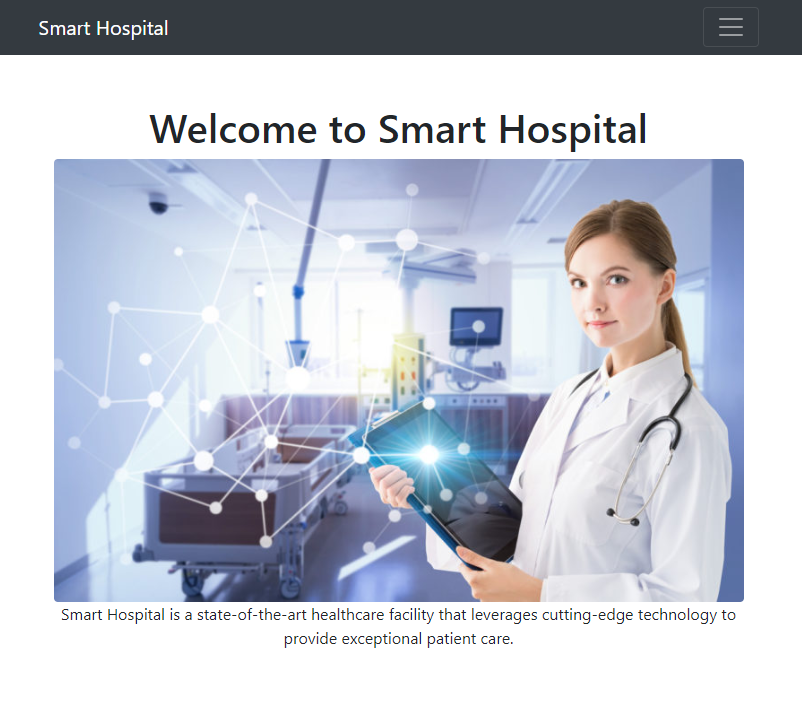 Smart Hospital
Welcome to Smart Hospital
Smart Hospital is a state-of-the-art healthcare facility that leverages cutting-edge technology to
provide exceptional patient care.